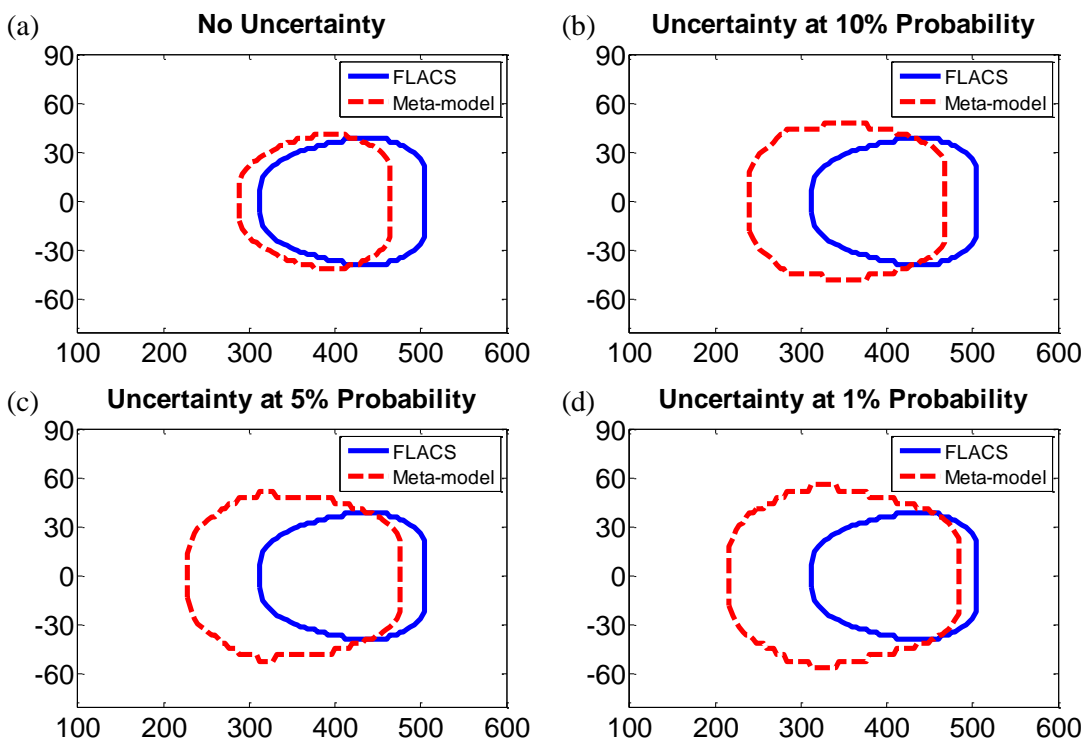 (a) No Uncertainty
90
60
30
0
-30
-60
100 200 300 400 500 600
FLACS
Meta-model
(b) Uncertainty at 10% Probability
90
60
30
0
-30
-60
100 200 300 400 500 600
FLACS
Meta-model
(c) Uncertainty at 5% Probability
90
60
30
0
-30
-60
100 200 300 400 500 600
FLACS
Meta-model
(d) Uncertainty at 1% Probability
90
60
30
0
-30
-60
100 200 300 400 500 600
FLACS
Meta-model